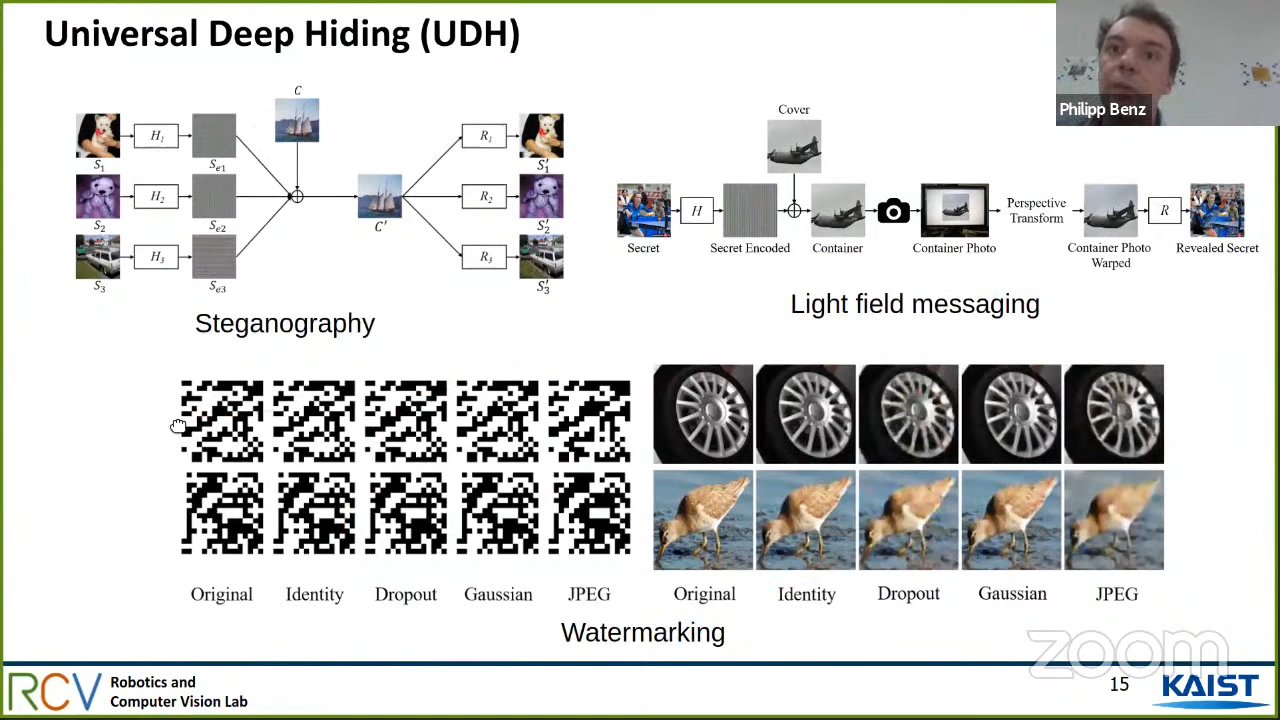 Universal Deep Hiding (UDH)
Philipp Benz
C
H1
R1
S1
Se1
S'1
H2
R2
S2
Se2
C'
S'2
H3
R3
S3
Se3
S'3
Steganography
Cover
H
Perspective
Transform
R
Secret
Secret Encoded
Container
Container Photo
Container Photo
Warped
Revealed Secret
Light field messaging
Original Identity Dropout Gaussian JPEG
Original Identity Dropout Gaussian JPEG
Watermarking
zoom
RCV
Robotics and
Computer Vision Lab
15
KAIST